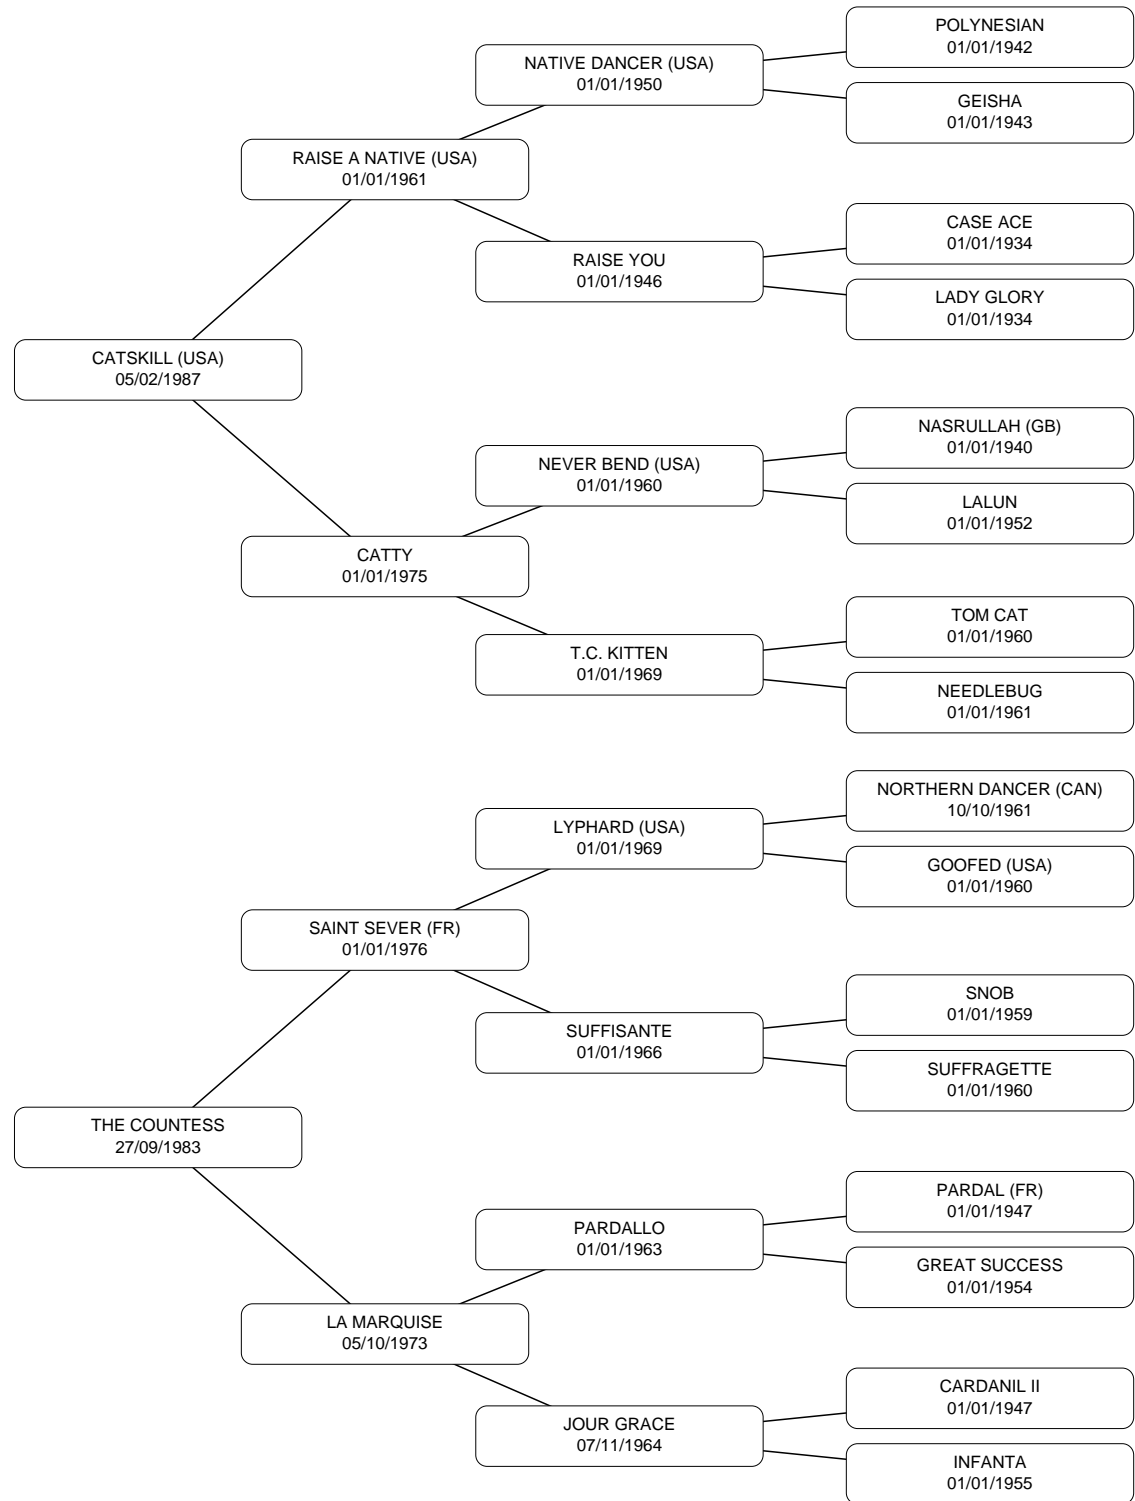 POLYNESIAN
01/01/1942
NATIVE DANCER (USA)
01/01/1950
GEISHA
01/01/1943
RAISE A NATIVE (USA)
01/01/1961
CASE ACE
01/01/1934
RAISE YOU
01/01/1946
LADY GLORY
01/01/1934
CATSKILL (USA)
05/02/1987
NASRULLAH (GB)
01/01/1940
NEVER BEND (USA)
01/01/1960
LALUN
01/01/1952
CATTY
01/01/1975
TOM CAT
01/01/1960
T.C. KITTEN
01/01/1969
NEEDLEBUG
01/01/1961
NORTHERN DANCER (CAN)
10/10/1961
LYPHARD (USA)
01/01/1969
GOOFED (USA)
01/01/1960
SAINT SEVER (FR)
01/01/1976
SNOB
01/01/1959
SUFFISANTE
01/01/1966
SUFFRAGETTE
01/01/1960
THE COUNTESS
27/09/1983
PARDAL (FR)
01/01/1947
PARDALLO
01/01/1963
GREAT SUCCESS
01/01/1954
LA MARQUISE
05/10/1973
CARDANIL II
01/01/1947
JOUR GRACE
07/11/1964
INFANTA
01/01/1955